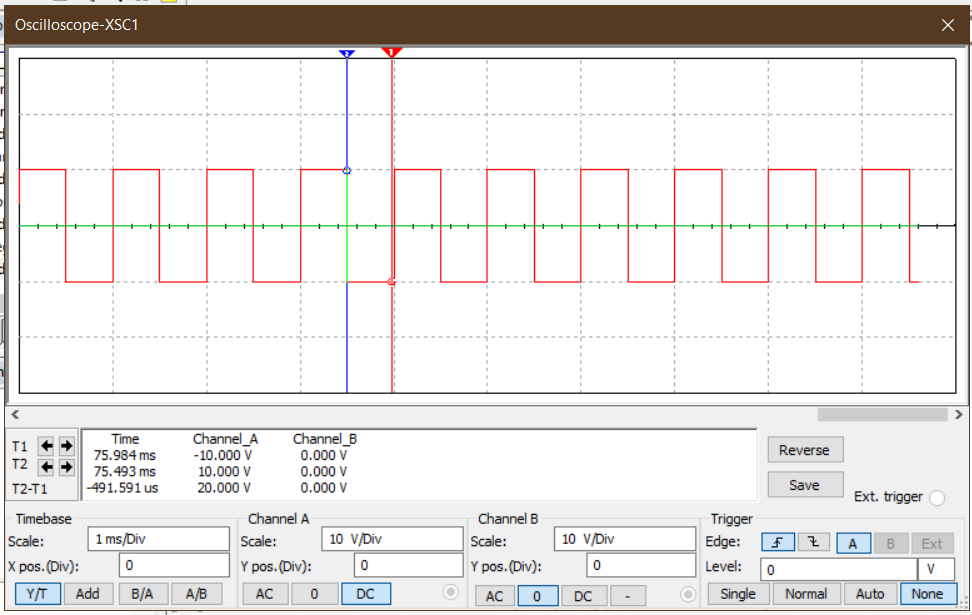 Oscilloscope-XSC1
2 1
Time Channel_A Channel_B
T1 75.984 ms -10.000 V 0.000 V
T2 75.493 ms 10.000 V 0.000 V
T2-T1 -491.591 us 20.000 V 0.000 V
Reverse
Save
Ext. trigger
Timebase Channel A Channel B Trigger
Scale: 1 ms/Div Scale: 10 V/Div Scale: 10 V/Div Edge: A B Ext
X pos.(Div): 0 Y pos.(Div): 0 Y pos.(Div): 0 Level: 0 V
Y/T Add B/A A/B AC 0 DC AC 0 DC - Single Normal Auto None